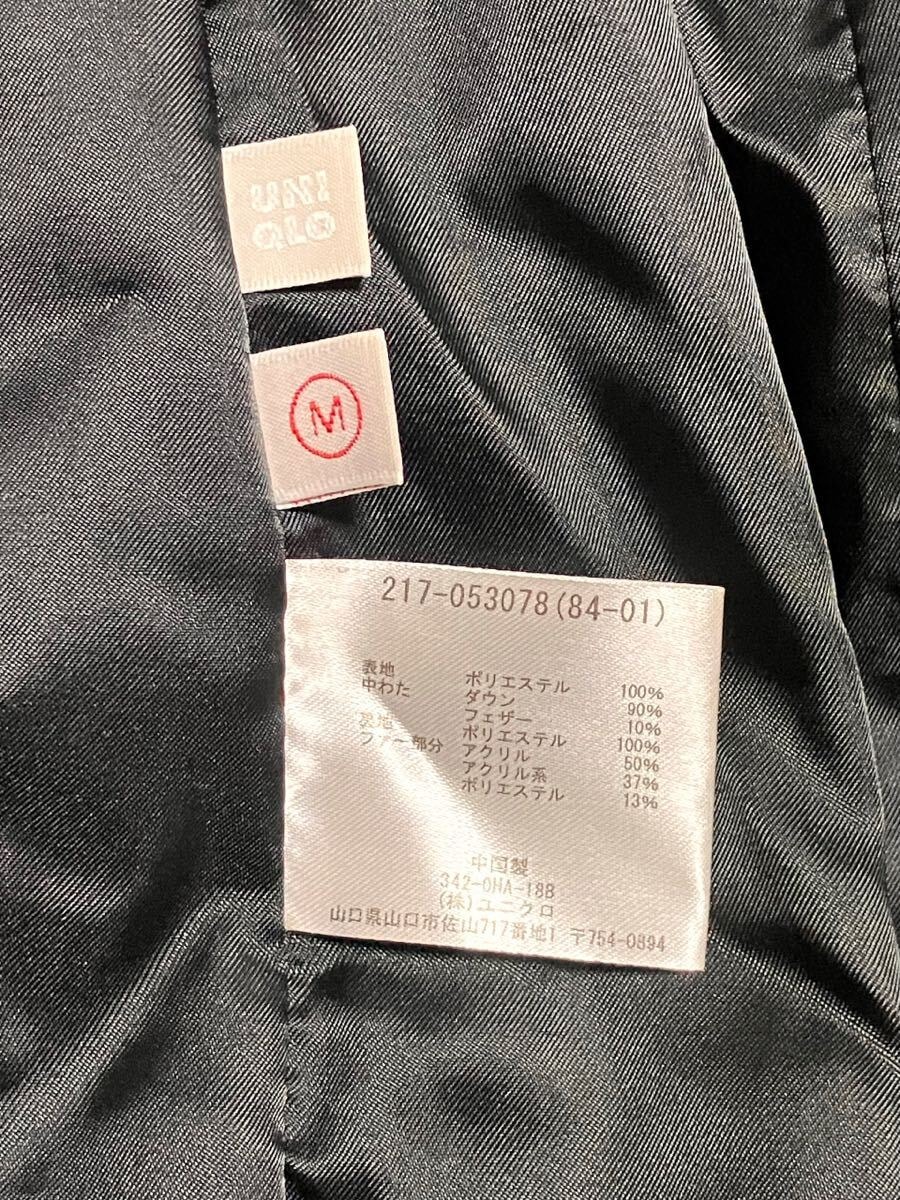 UNI
QLO
M
217-053078(84-01)
表地 ポリエステル 100%
中わた ダウン 90%
フェザー 10%
裏地 ポリエステル 100%
ファー部分 アクリル 50%
アクリル系 37%
ポリエステル 13%
中国製
342-0HA-18B
(株)ユニクロ
山口県山口市佐山717番地1 〒754-0894